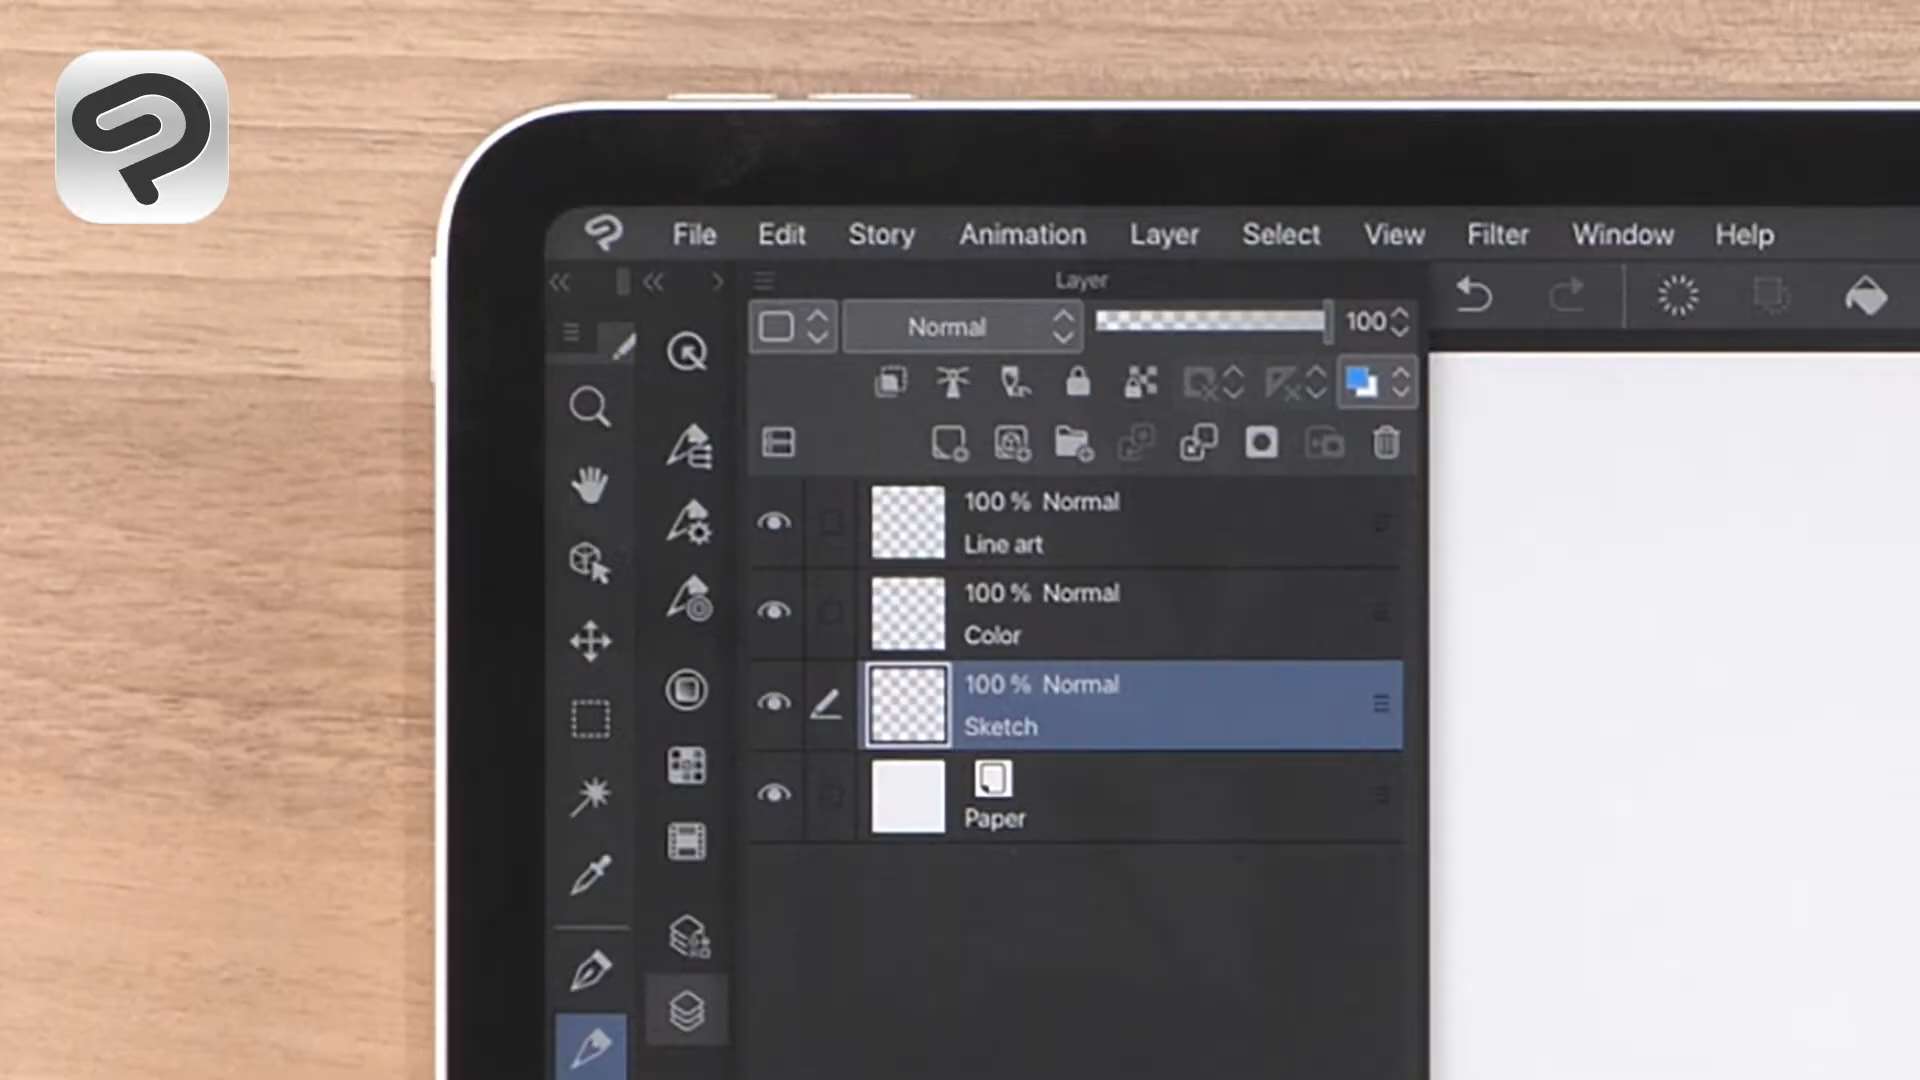 File Edit Story Animation Layer Select View Filter Window Help
Layer
Normal 100
100 % Normal
Line art
100 % Normal
Color
100 % Normal
Sketch
Paper